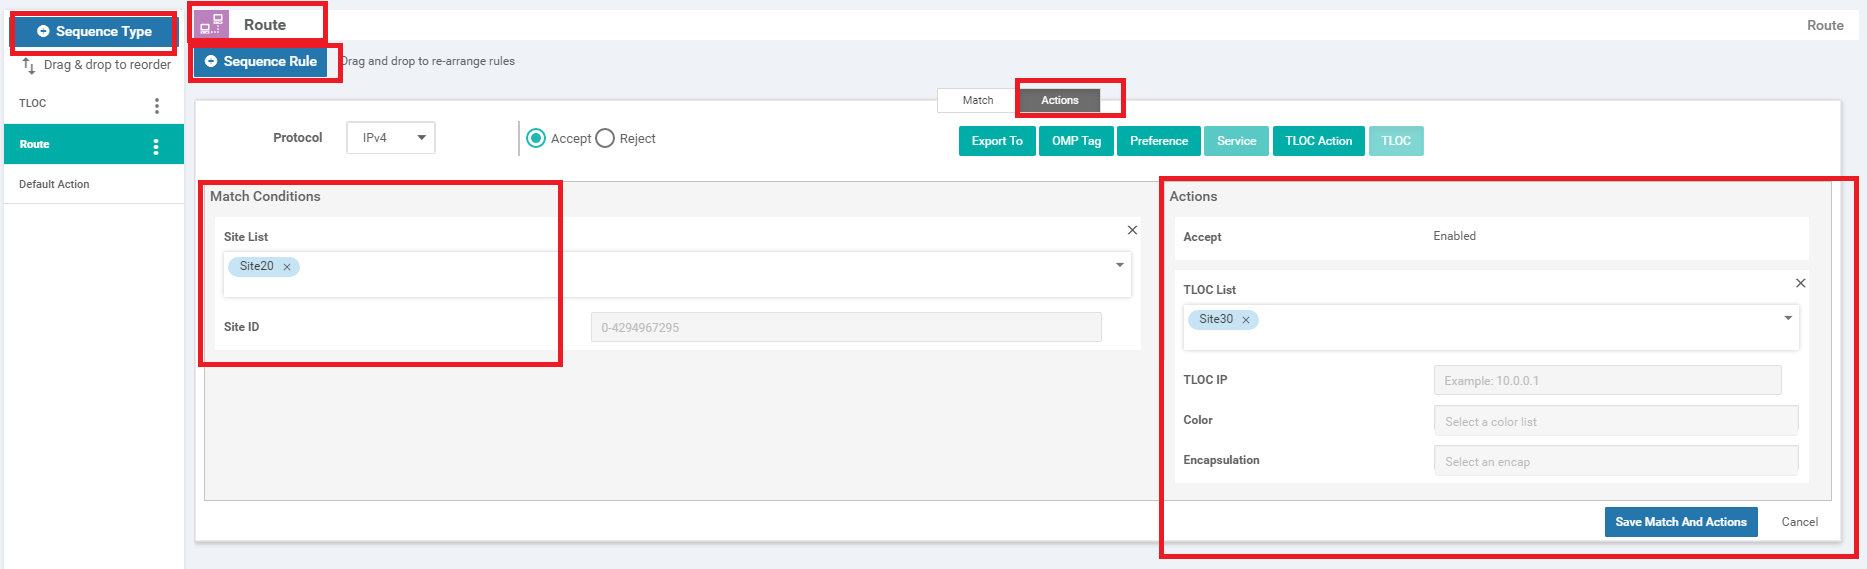 Sequence Type
Drag & drop to reorder
TLOC
Route
Default Action
Route
Route
Sequence Rule
Drag and drop to re-arrange rules
Match
Actions
Protocol
IPv4
Accept
Reject
Export To
OMP Tag
Preference
Service
TLOC Action
TLOC
Match Conditions
Site List
Site20
Site ID
0-4294967295
Actions
Accept
Enabled
TLOC List
Site30
TLOC IP
Example: 10.0.0.1
Color
Select a color list
Encapsulation
Select an encap
Save Match And Actions
Cancel